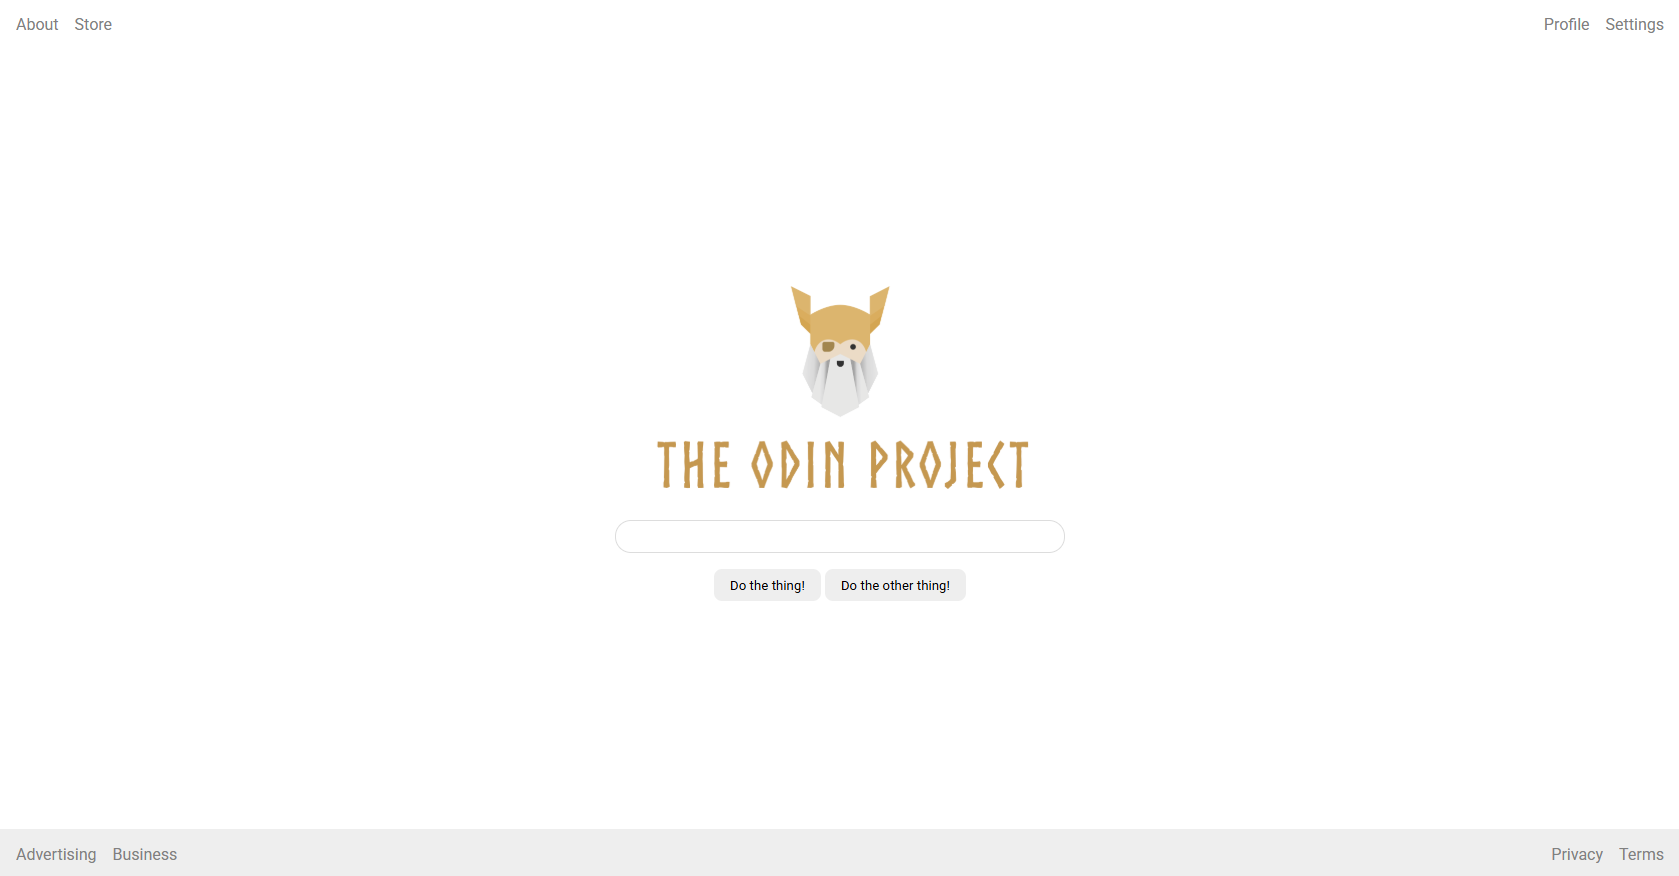 About Store Profile Settings
THE ODIN PROJECT
Do the thing! Do the other thing!
Advertising Business Privacy Terms